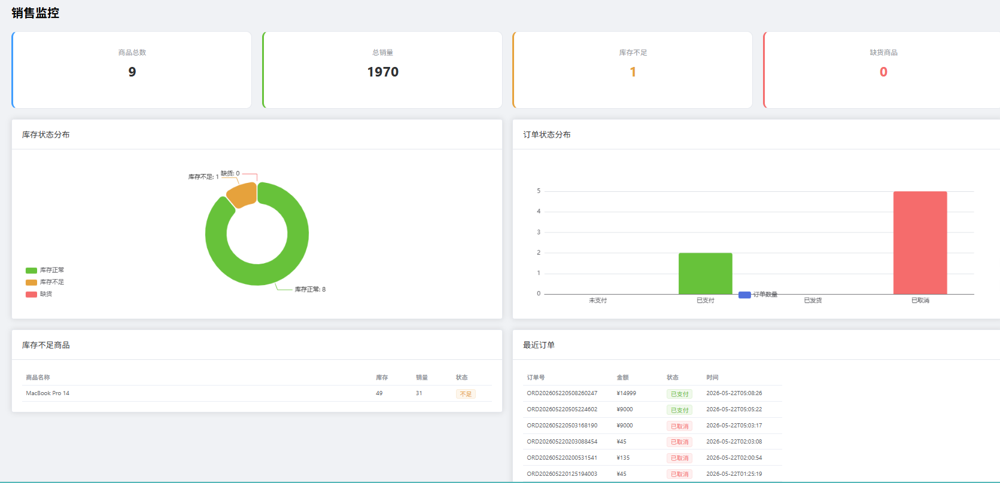 销售监控
商品总数
9
总销量
1970
库存不足
1
缺货商品
0
库存状态分布
库存不足: 1
缺货: 0
库存正常: 8
库存正常
库存不足
缺货
订单状态分布
5
4
3
2
1
0
未支付 已支付 已发货 已取消
订单数量
库存不足商品
商品名称 库存 销量 状态
MacBook Pro 14 49 31 不足
最近订单
订单号 金额 状态 时间
ORD202605220508260247 ¥14999 已支付 2026-05-22T05:08:26
ORD202605220505224602 ¥9000 已支付 2026-05-22T05:05:22
ORD202605220503168190 ¥9000 已取消 2026-05-22T05:03:17
ORD202605220203088454 ¥45 已取消 2026-05-22T02:03:08
ORD202605220200531541 ¥135 已取消 2026-05-22T02:00:54
ORD202605220125194003 ¥45 已取消 2026-05-22T01:25:19